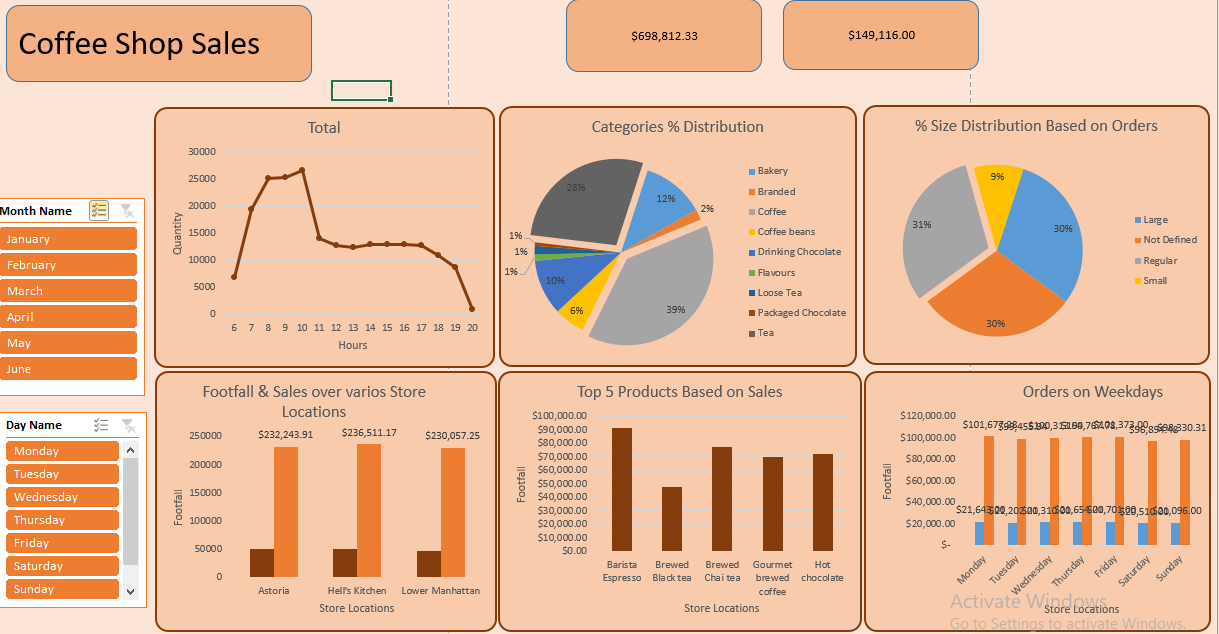 Coffee Shop Sales
$698,812.33
$149,116.00
Month Name
January
February
March
April
May
June
Day Name
Monday
Tuesday
Wednesday
Thursday
Friday
Saturday
Sunday
Total
Quantity
30000
25000
20000
15000
10000
5000
0
6 7 8 9 10 11 12 13 14 15 16 17 18 19 20
Hours
Categories % Distribution
28%
12%
2%
39%
6%
10%
1%
1%
1%
Bakery
Branded
Coffee
Coffee beans
Drinking Chocolate
Flavours
Loose Tea
Packaged Chocolate
Tea
% Size Distribution Based on Orders
9%
30%
30%
31%
Large
Not Defined
Regular
Small
Footfall & Sales over varios Store
Locations
Footfall
250000
200000
150000
100000
50000
0
$232,243.91
$236,511.17
$230,057.25
Astoria
Hell's Kitchen
Lower Manhattan
Store Locations
Top 5 Products Based on Sales
Footfall
$100,000.00
$90,000.00
$80,000.00
$70,000.00
$60,000.00
$50,000.00
$40,000.00
$30,000.00
$20,000.00
$10,000.00
$0.00
Barista
Espresso
Brewed
Black tea
Brewed
Chai tea
Gourmet
brewed
coffee
Hot
chocolate
Store Locations
Orders on Weekdays
Footfall
$120,000.00
$100,000.00
$80,000.00
$60,000.00
$40,000.00
$20,000.00
$-
Monday
Tuesday
Wednesday
Thursday
Friday
Saturday
Sunday
Store Locations
Activate Windows
Go to Settings to activate Windows.